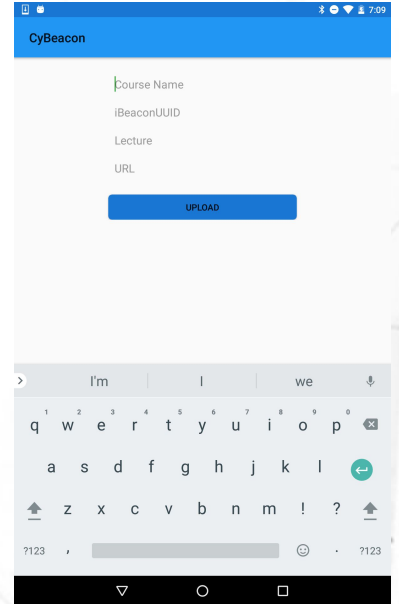 7:09
CyBeacon
Course Name
iBeaconUUID
Lecture
URL
UPLOAD
I'm I we
1 2 3 4 5 6 7 8 9 0
q w e r t y u i o p
a s d f g h j k l
z x c v b n m ! ?
?123 , . ?123